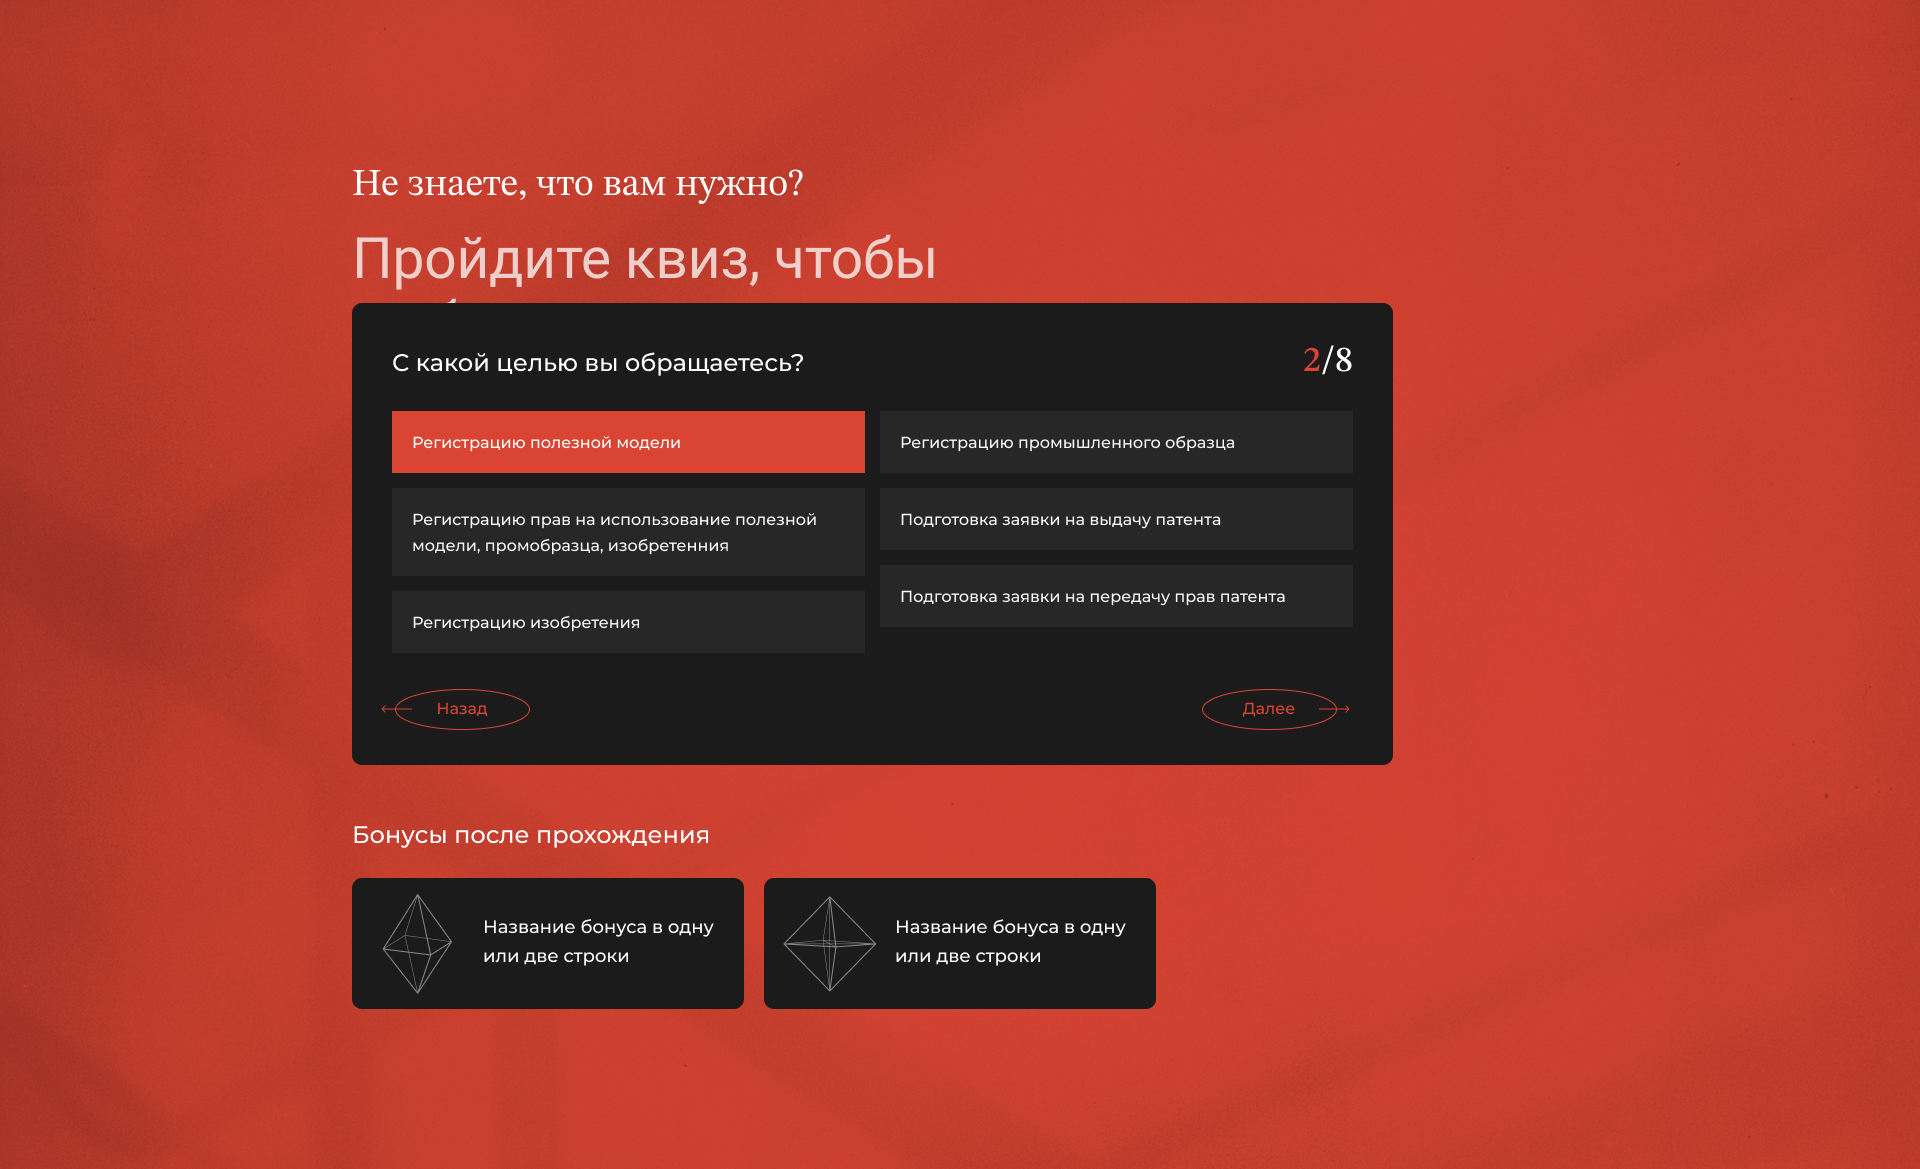 Не знаете, что вам нужно?
Пройдите квиз, чтобы
С какой целью вы обращаетесь?
2/8
Регистрацию полезной модели
Регистрацию промышленного образца
Регистрацию прав на использование полезной
модели, промобразца, изобретенния
Подготовка заявки на выдачу патента
Подготовка заявки на передачу прав патента
Регистрацию изобретения
Назад
Далее
Бонусы после прохождения
Название бонуса в одну
или две строки
Название бонуса в одну
или две строки